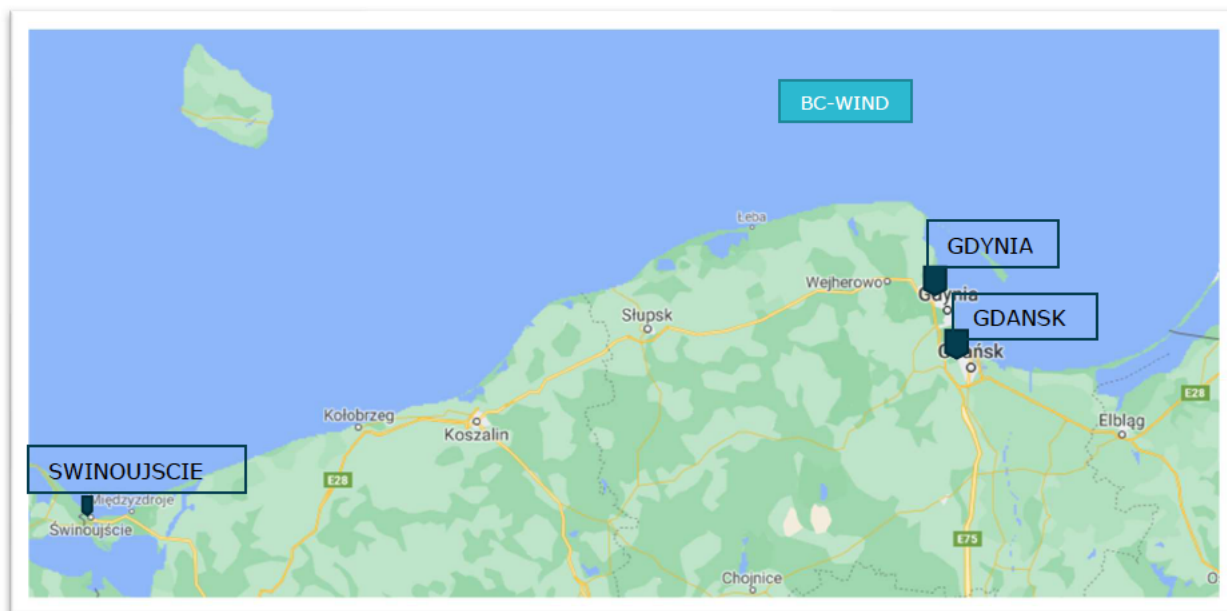 BC-WIND
Łeba
GDYNIA
Wejherowo
Gdynia
GDANSK
Słupsk
Gdańsk
E28
Kołobrzeg
Koszalin
Elbląg
SWINOUJSCIE
E28
Międzyzdroje
Świnoujście
E75
Chojnice
O